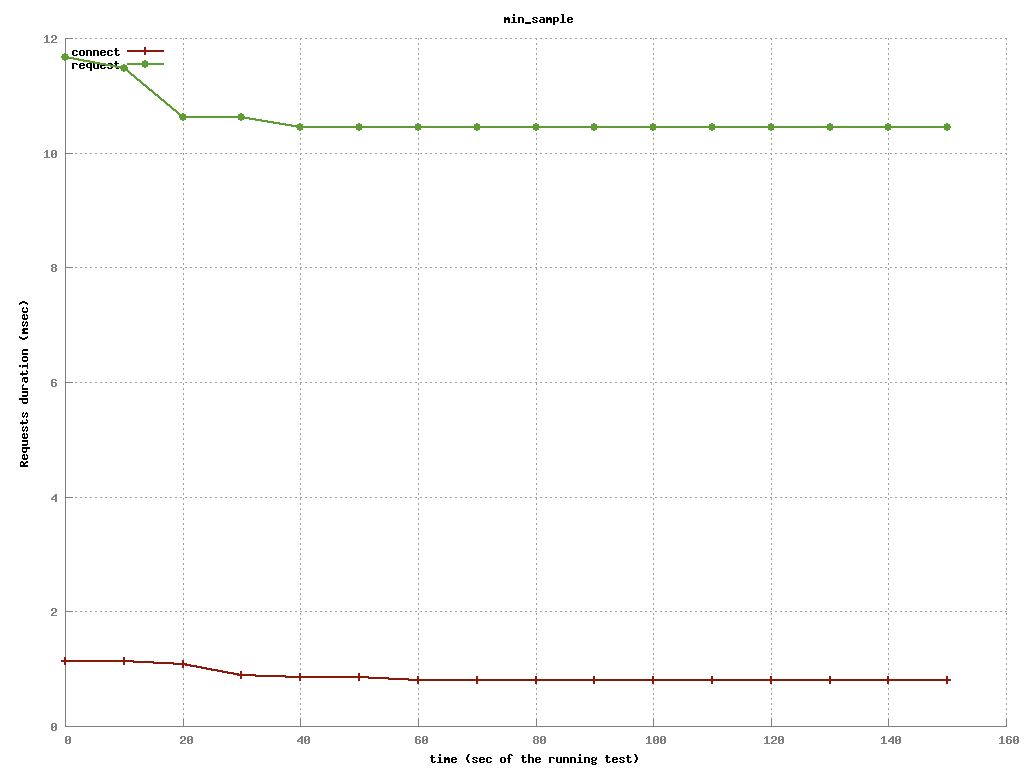 min_sample
connect
request
12
10
8
6
4
2
0
Requests duration (msec)
0 20 40 60 80 100 120 140 160
time (sec of the running test)